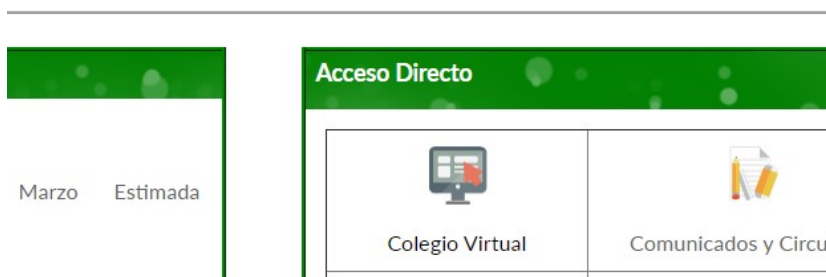 Acceso Directo
Marzo Estimada
Colegio Virtual
Comunicados y Circu